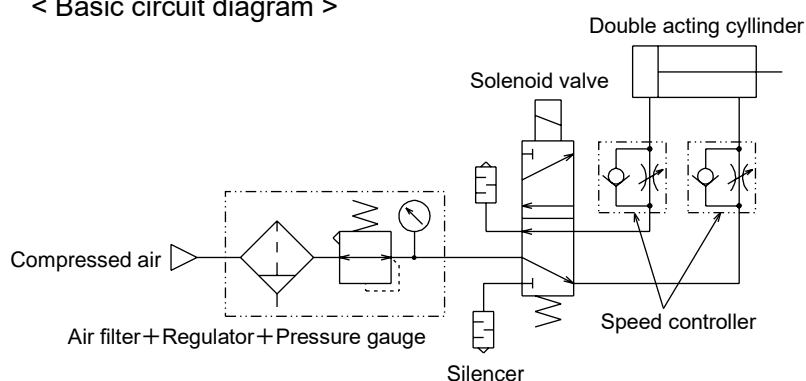 < Basic circuit diagram >
Double acting cyllinder
Solenoid valve
Compressed air
Air filter＋Regulator＋Pressure gauge
Speed controller
Silencer